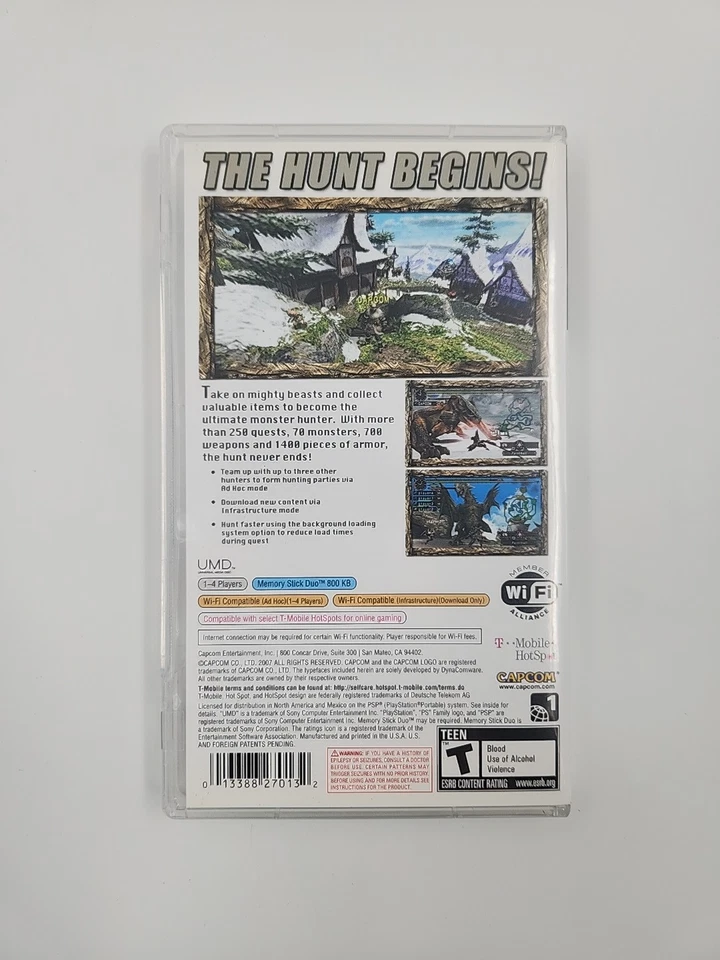 THE HUNT BEGINS!
CAPCOM
Take on mighty beasts and collect
valuable items to become the
ultimate monster hunter. With more
than 250 quests, 70 monsters, 700
weapons and 1400 pieces of armor,
the hunt never ends!
• Team up with up to three other
hunters to form hunting parties via
Ad Hoc mode
• Download new content via
Infrastructure mode
• Hunt faster using the background loading
system option to reduce load times
during quest
UMD™
1-4 Players
Memory Stick Duo™ 800 KB
Wi-Fi Compatible (Ad Hoc)(1-4 Players)
Wi-Fi Compatible (Infrastructure)(Download Only)
Compatible with select T-Mobile HotSpots for online gaming!
Internet connection may be required for certain Wi-Fi functionality. Player responsible for Wi-Fi fees.
MEMBER
Wi Fi
ALLIANCE
T · · Mobile·
HotSp
Capcom Entertainment, Inc. | 800 Concar Drive, Suite 300 | San Mateo, CA 94402.
©CAPCOM CO., LTD. 2007 ALL RIGHTS RESERVED. CAPCOM and the CAPCOM LOGO are registered
trademarks of CAPCOM CO., LTD. The typefaces included herein are solely developed by DynaComware.
All other trademarks are owned by their respective owners.
T-Mobile terms and conditions can be found at: http://selfcare.hotspot.t-mobile.com/terms.do
T-Mobile, Hot Spot, and HotSpot design are federally registered trademarks of Deutsche Telekom AG
Licensed for distribution in North America and Mexico on the PSP® (PlayStation®Portable) system. See inside for
details. "UMD" is a trademark of Sony Computer Entertainment Inc. "PlayStation", "PS" Family logo, and "PSP" are
registered trademarks of Sony Computer Entertainment Inc. Memory Stick Duo™ may be required. Memory Stick Duo is
a trademark of Sony Corporation. The ratings icon is a registered trademark of the
Entertainment Software Association. Manufactured and printed in the U.S.A. U.S.
AND FOREIGN PATENTS PENDING.
CAPCOM
www.capcom.com
1
0 13388 27013 2
WARNING: IF YOU HAVE A HISTORY OF
EPILEPSY OR SEIZURES, CONSULT A DOCTOR
BEFORE USE. CERTAIN PATTERNS MAY
TRIGGER SEIZURES WITH NO PRIOR HISTORY.
BEFORE USING AND FOR MORE DETAILS SEE
INSTRUCTIONS FOR THE PRODUCT.
TEEN
T
Blood
Use of Alcohol
Violence
ESRB CONTENT RATING www.esrb.org